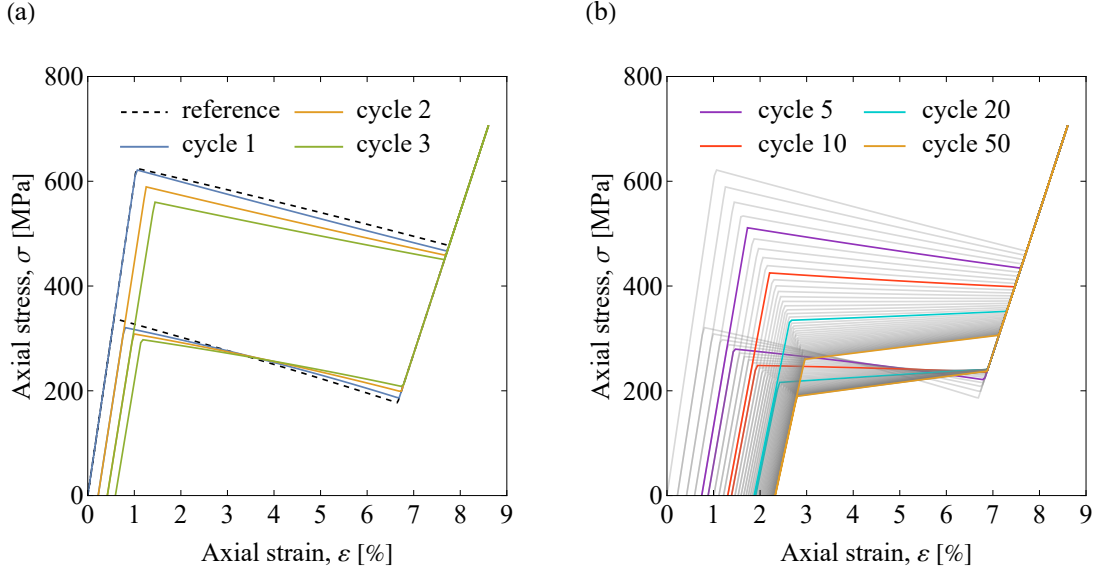 (a)
800
600
400
200
0
0 1 2 3 4 5 6 7 8 9
Axial stress, σ [MPa]
Axial strain, ε [%]
reference
cycle 1
cycle 2
cycle 3
(b)
800
600
400
200
0
0 1 2 3 4 5 6 7 8 9
Axial stress, σ [MPa]
Axial strain, ε [%]
cycle 5
cycle 10
cycle 20
cycle 50